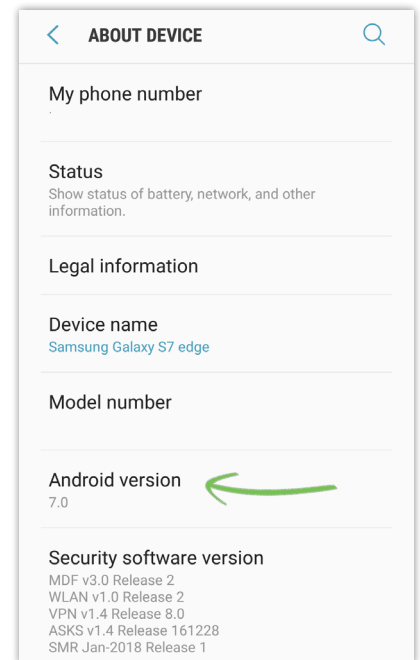 ABOUT DEVICE
My phone number
Status
Show status of battery, network, and other
information.
Legal information
Device name
Samsung Galaxy S7 edge
Model number
Android version
7.0
Security software version
MDF v3.0 Release 2
WLAN v1.0 Release 2
VPN v1.4 Release 8.0
ASKS v1.4 Release 161228
SMR Jan-2018 Release 1